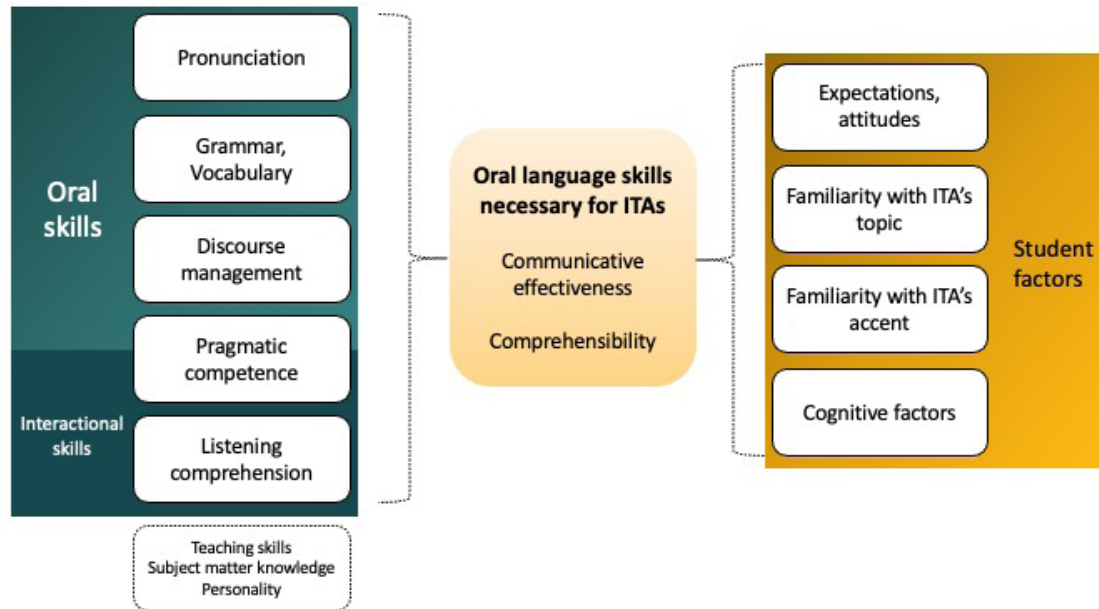 Oral
skills
Interactional
skills
Pronunciation
Grammar,
Vocabulary
Discourse
management
Pragmatic
competence
Listening
comprehension
Teaching skills
Subject matter knowledge
Personality
Oral language skills
necessary for ITAs
Communicative
effectiveness
Comprehensibility
Expectations,
attitudes
Familiarity with ITA's
topic
Familiarity with ITA's
accent
Cognitive factors
Student
factors